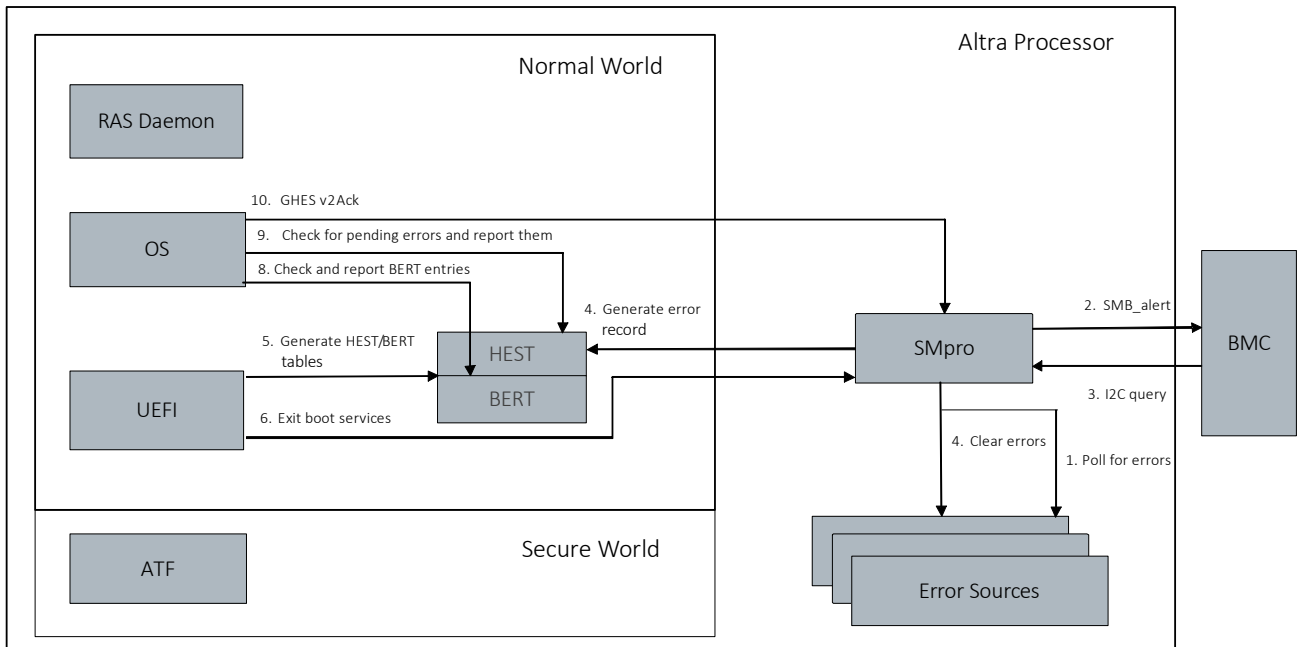 Altra Processor
Normal World
RAS Daemon
10. GHES v2Ack
9. Check for pending errors and report them
OS
8. Check and report BERT entries
4. Generate error
record
2. SMB_alert
5. Generate HEST/BERT
tables
HEST
SMpro
BMC
BERT
UEFI
3. I2C query
6. Exit boot services
4. Clear errors
1. Poll for errors
Secure World
ATF
Error Sources